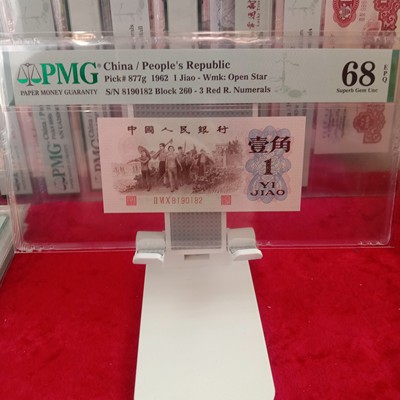 PMG
PAPER MONEY GUARANTY
China / People's Republic
Pick# 877g 1962 1 Jiao - Wmk: Open Star
S/N 8190182 Block 260 - 3 Red R. Numerals
68 EPQ
Superb Gem Unc
中国人民银行
壹角
1
YI
JIAO
8190182
PMG